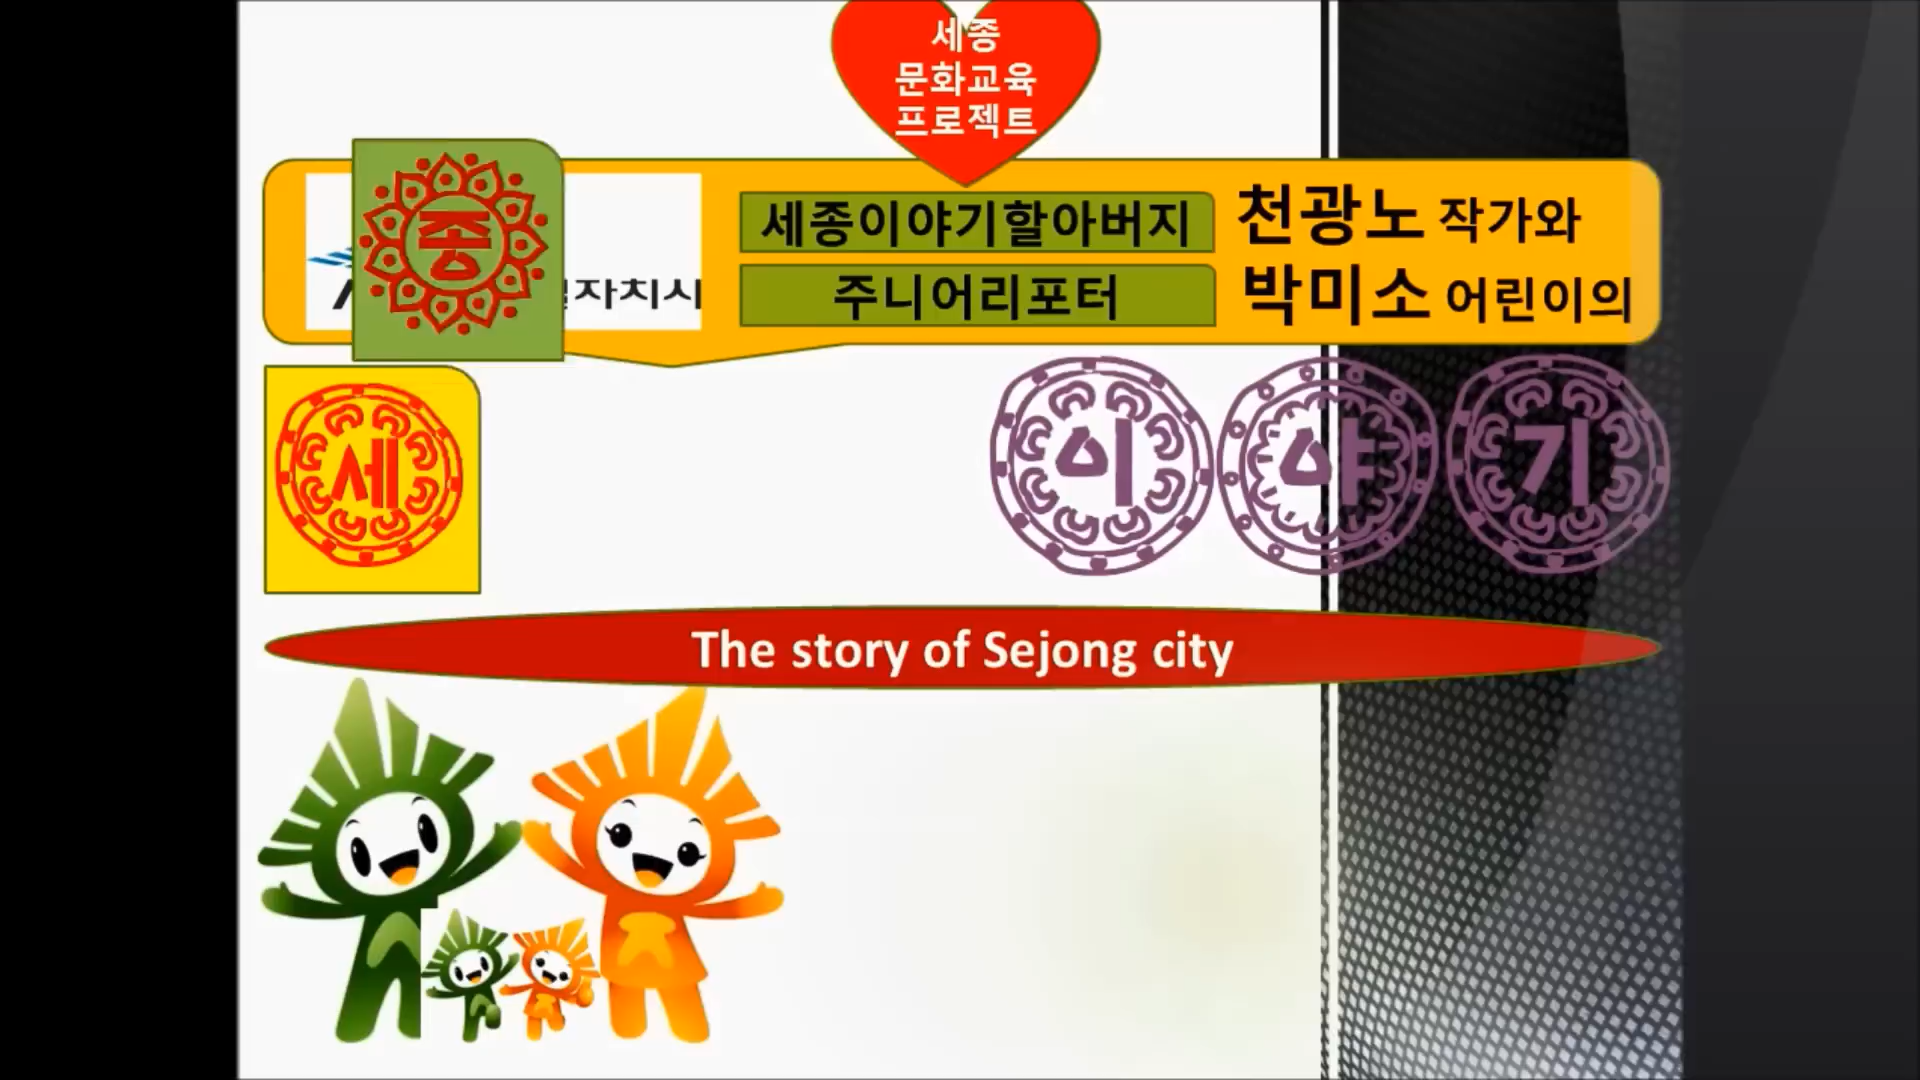 세종
문화교육
프로젝트
종
자치시
세종이야기할아버지 천광노 작가와
주니어리포터 박미소 어린이의
세
이야기
The story of Sejong city